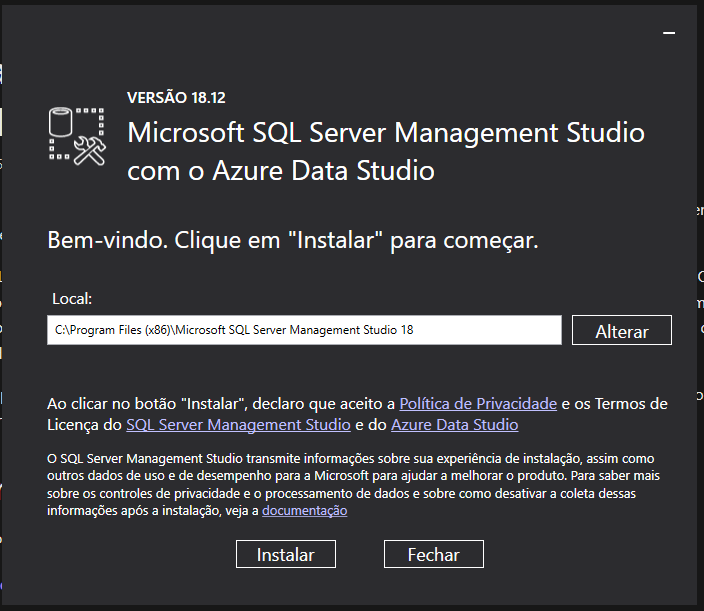 VERSÃO 18.12
Microsoft SQL Server Management Studio
com o Azure Data Studio
Bem-vindo. Clique em "Instalar" para começar.
Local:
C:\Program Files (x86)\Microsoft SQL Server Management Studio 18
Alterar
Ao clicar no botão "Instalar", declaro que aceito a Política de Privacidade e os Termos de
Licença do SQL Server Management Studio e do Azure Data Studio
O SQL Server Management Studio transmite informações sobre sua experiência de instalação, assim como
outros dados de uso e de desempenho para a Microsoft para ajudar a melhorar o produto. Para saber mais
sobre os controles de privacidade e o processamento de dados e sobre como desativar a coleta dessas
informações após a instalação, veja a documentação
Instalar
Fechar